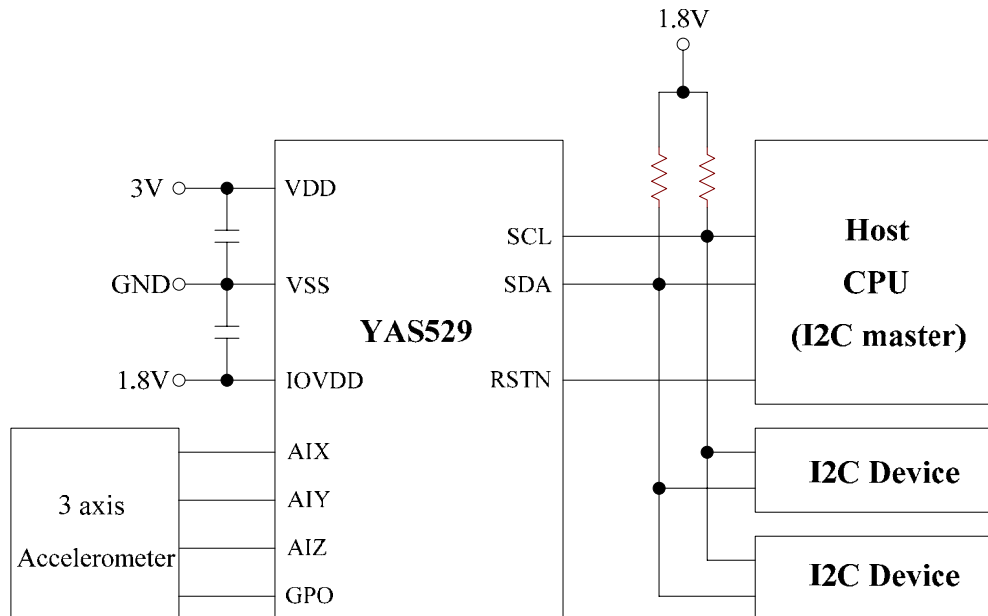 1.8V
3V
VDD
GND
VSS
1.8V
IOVDD
YAS529
SCL
SDA
RSTN
AIX
AIY
AIZ
GPO
3 axis
Accelerometer
Host
CPU
(I2C master)
I2C Device
I2C Device